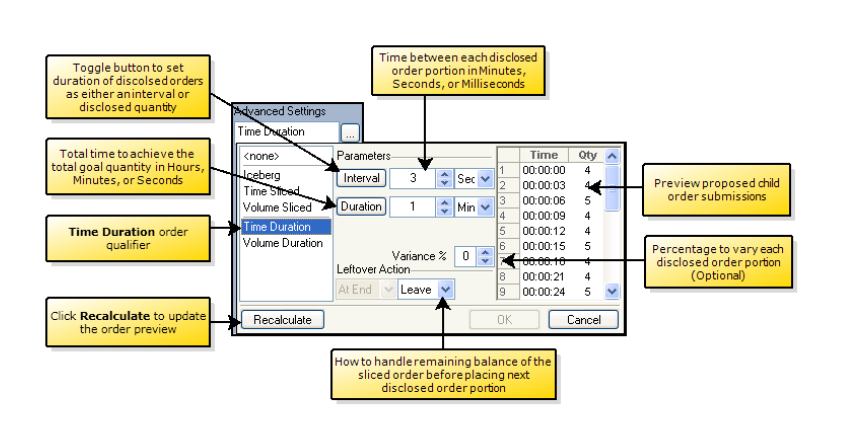 Toggle button to set
duration of discolsed orders
as either an interval or
disclosed quantity
Time between each disclosed
order portion in Minutes,
Seconds, or Milliseconds
Total time to achieve the
total goal quantity in Hours,
Minutes, or Seconds
Time Duration order
qualifier
Click Recalculate to update
the order preview
Advanced Settings
Time Duration
...
<none>
Iceberg
Time Sliced
Volume Sliced
Time Duration
Volume Duration
Parameters
Interval 3 Sec
Duration 1 Min
Variance % 0
Leftover Action
At End Leave
Time Qty
1 00:00:00 4
2 00:00:03 4
3 00:00:06 5
4 00:00:09 4
5 00:00:12 4
6 00:00:15 5
7 00:00:18 4
8 00:00:21 4
9 00:00:24 5
Recalculate
OK
Cancel
Preview proposed child
order submissions
Percentage to vary each
disclosed order portion
(Optional)
How to handle remaining balance of the
sliced order before placing next
disclosed order portion